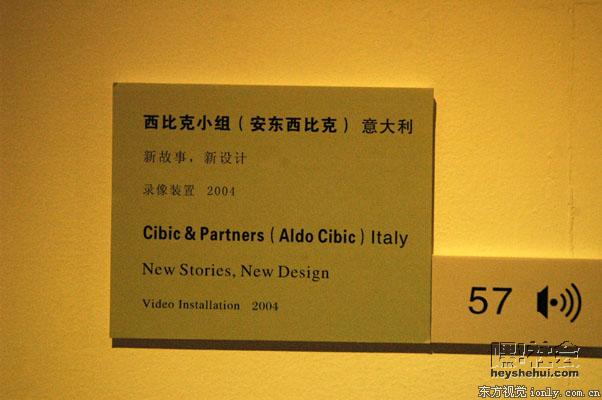 西比克小组（安东西比克）意大利
新故事，新设计
录像装置 2004
Cibic & Partners (Aldo Cibic) Italy
New Stories, New Design
Video Installation 2004
57
heyshehui.com
东方视觉 ionly.com.cn